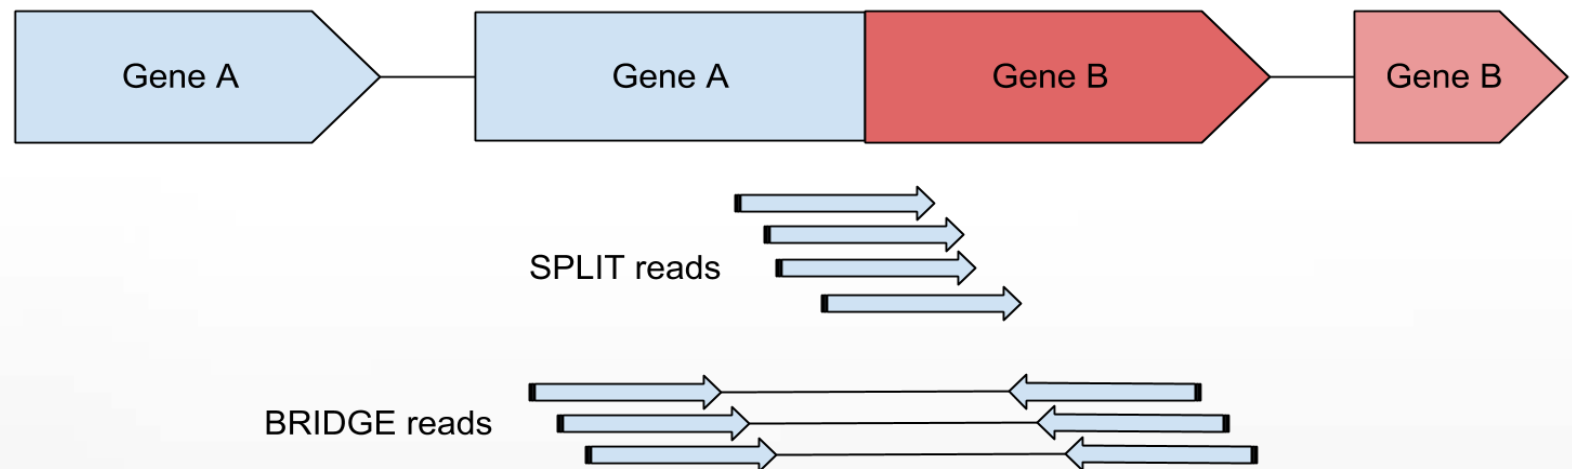 Gene A
Gene A
Gene B
Gene B
SPLIT reads
BRIDGE reads